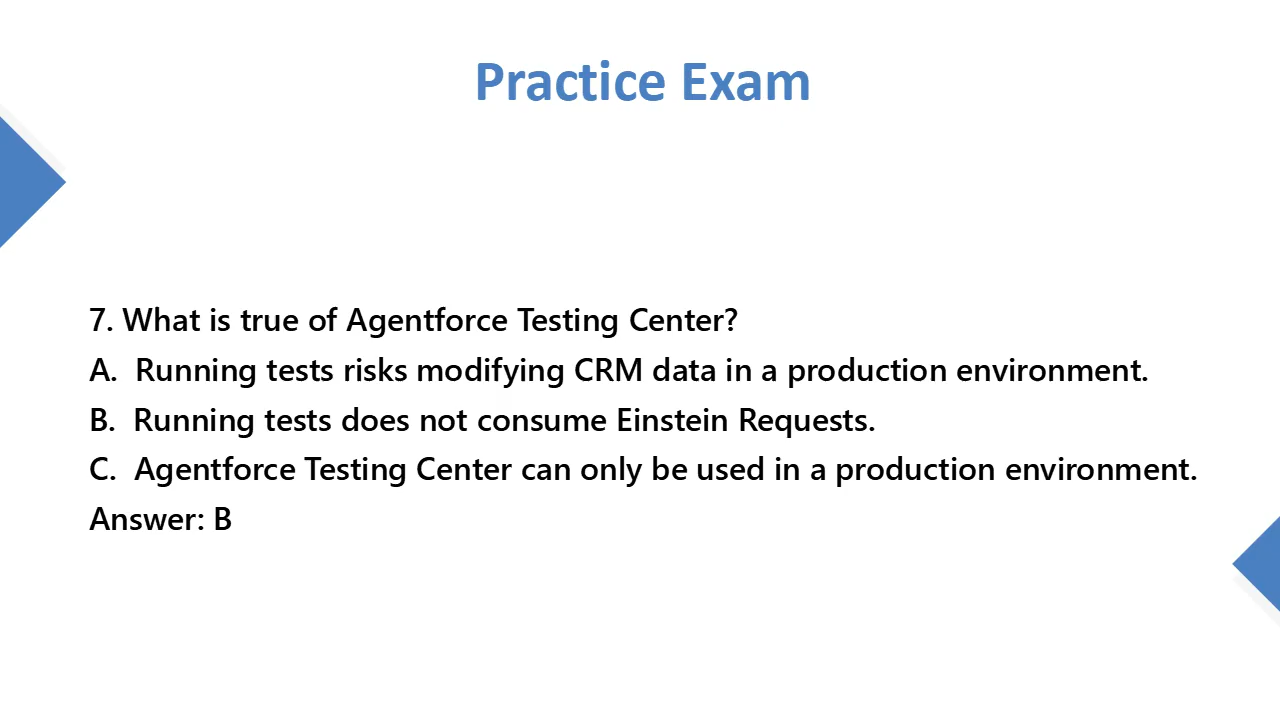 Practice Exam
7. What is true of Agentforce Testing Center?
A. Running tests risks modifying CRM data in a production environment.
B. Running tests does not consume Einstein Requests.
C. Agentforce Testing Center can only be used in a production environment.
Answer: B